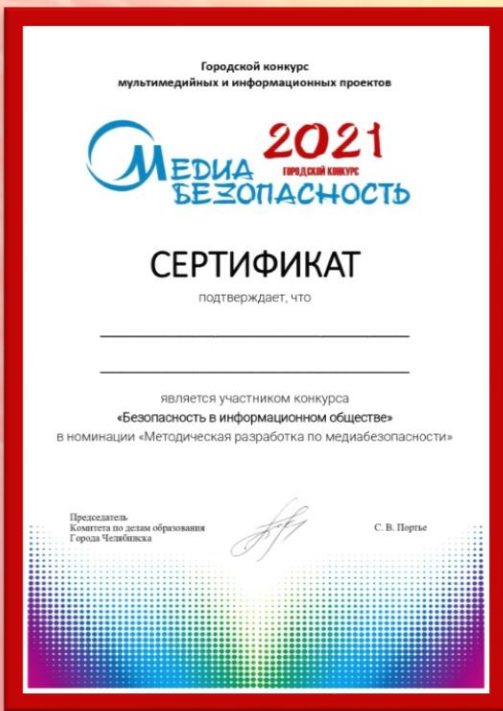 Городской конкурс
мультимедийных и информационных проектов
2021
ГОРОДСКОЙ КОНКУРС
МЕДИА
БЕЗОПАСНОСТЬ
СЕРТИФИКАТ
подтверждает, что
является участником конкурса
«Безопасность в информационном обществе»
в номинации «Методическая разработка по медиабезопасности»
Председатель
Комитета по делам образования
Города Челябинска
С. В. Портье